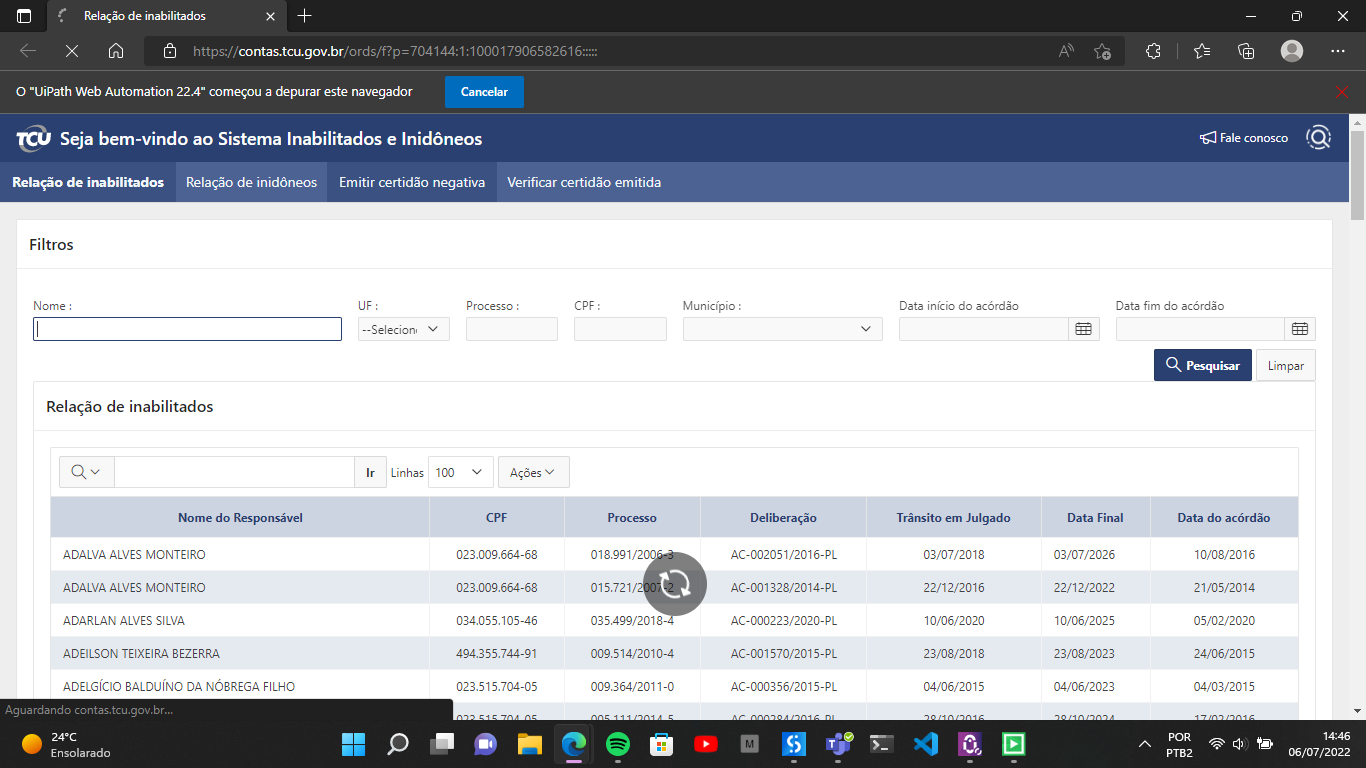 Relação de inabilitados
https://contas.tcu.gov.br/ords/f?p=704144:1:100017906582616:::::
O "UiPath Web Automation 22.4" começou a depurar este navegador
Cancelar
TCU Seja bem-vindo ao Sistema Inabilitados e Inidôneos
Fale conosco
Relação de inabilitados Relação de inidôneos Emitir certidão negativa Verificar certidão emitida
Filtros
Nome : UF : Processo : CPF : Município : Data início do acórdão Data fim do acórdão
--Selecion
Pesquisar Limpar
Relação de inabilitados
Ir Linhas 100 Ações
Nome do Responsável CPF Processo Deliberação Trânsito em Julgado Data Final Data do acórdão
ADALVA ALVES MONTEIRO 023.009.664-68 018.991/2006-3 AC-002051/2016-PL 03/07/2018 03/07/2026 10/08/2016
ADALVA ALVES MONTEIRO 023.009.664-68 015.721/2007-2 AC-001328/2014-PL 22/12/2016 22/12/2022 21/05/2014
ADARLAN ALVES SILVA 034.055.105-46 035.499/2018-4 AC-000223/2020-PL 10/06/2020 10/06/2025 05/02/2020
ADEILSON TEIXEIRA BEZERRA 494.355.744-91 009.514/2010-4 AC-001570/2015-PL 23/08/2018 23/08/2023 24/06/2015
ADELGÍCIO BALDUÍNO DA NÓBREGA FILHO 023.515.704-05 009.364/2011-0 AC-000356/2015-PL 04/06/2015 04/06/2023 04/03/2015
023.515.704-05 005.111/2014-5 AC-000284/2016-PL 28/10/2016 28/10/2024 17/02/2016
Aguardando contas.tcu.gov.br...
24°C
Ensolarado
M
POR
PTB2
14:46
06/07/2022